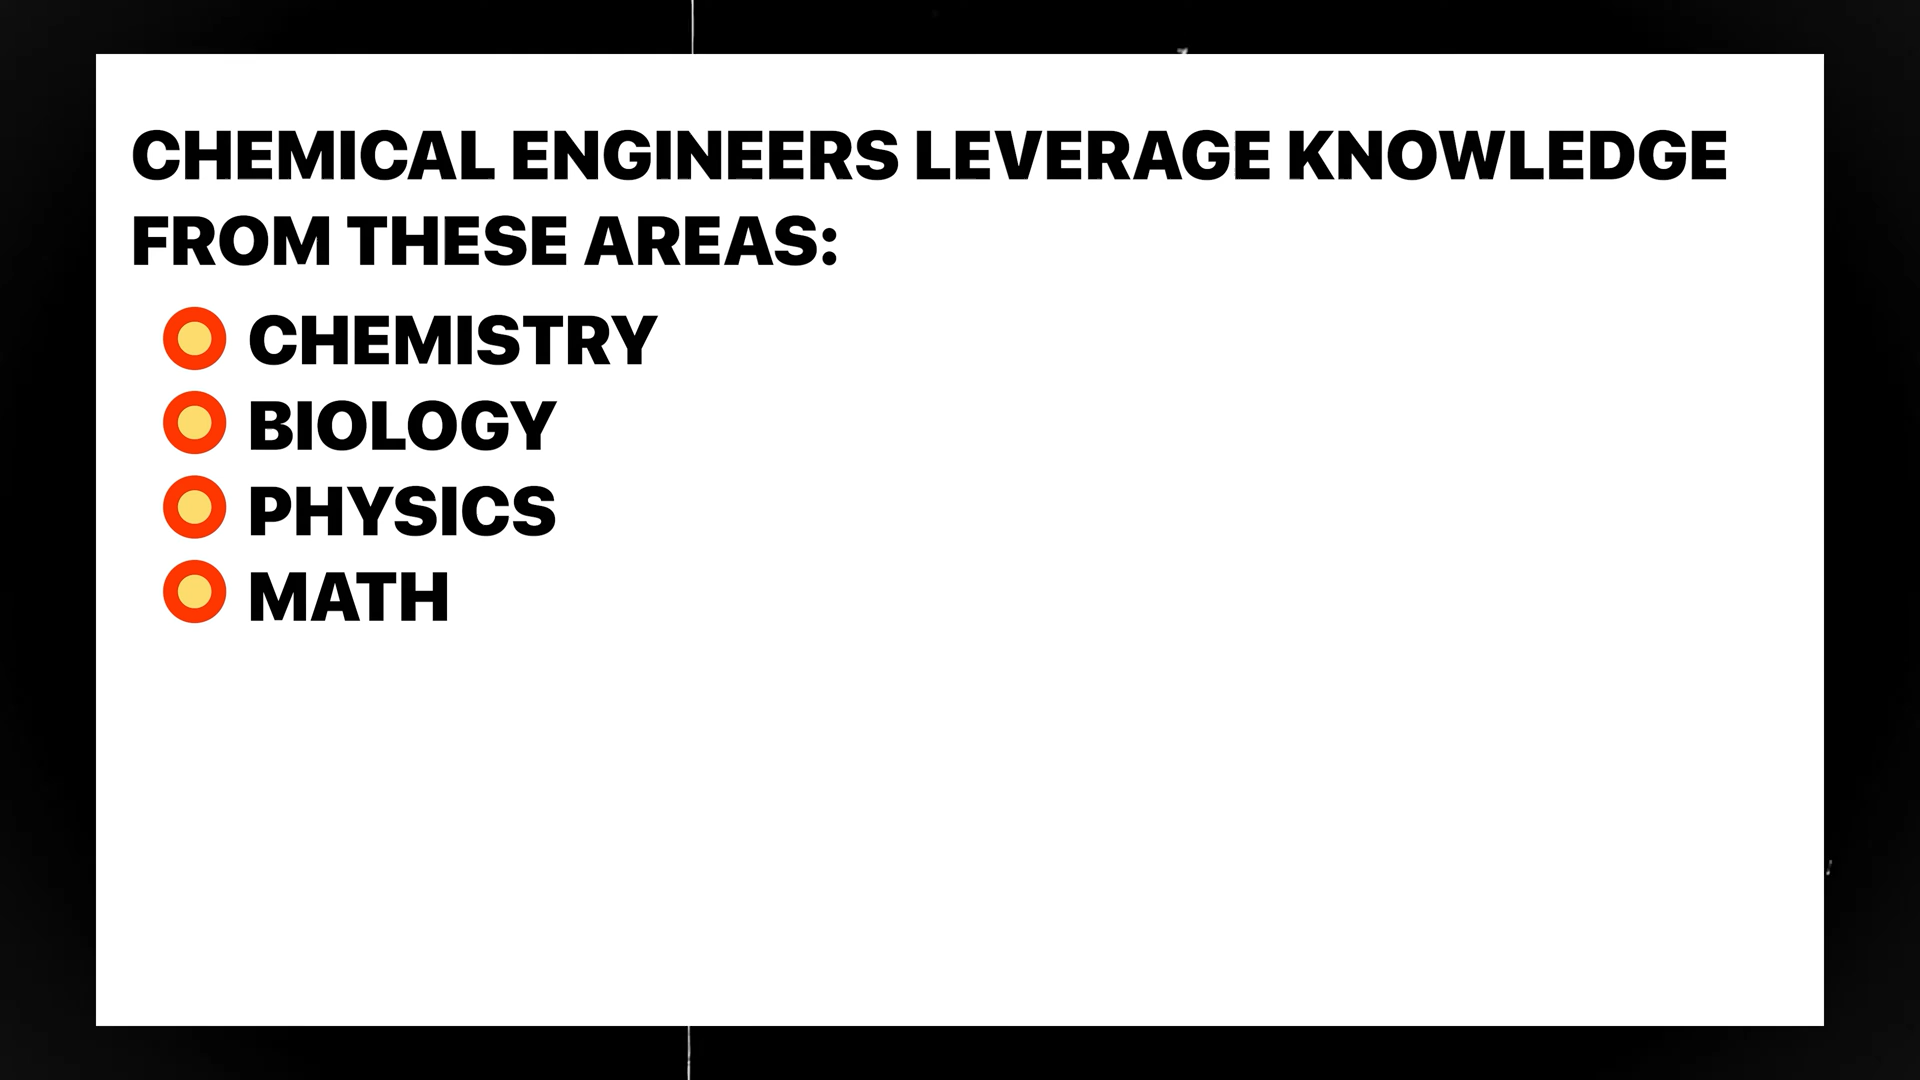 CHEMICAL ENGINEERS LEVERAGE KNOWLEDGE
FROM THESE AREAS:
CHEMISTRY
BIOLOGY
PHYSICS
MATH